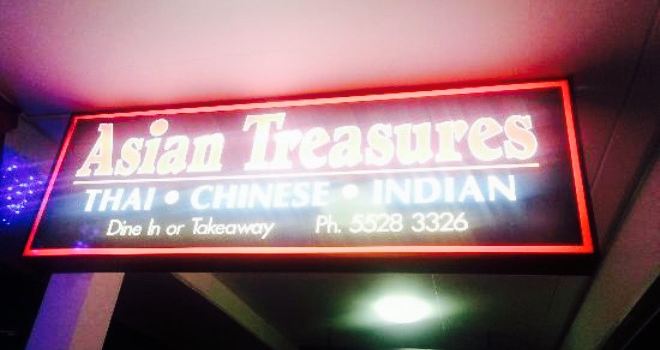 Asian Treasures
THAI • CHINESE • INDIAN
Dine In or Takeaway Ph. 5528 3326